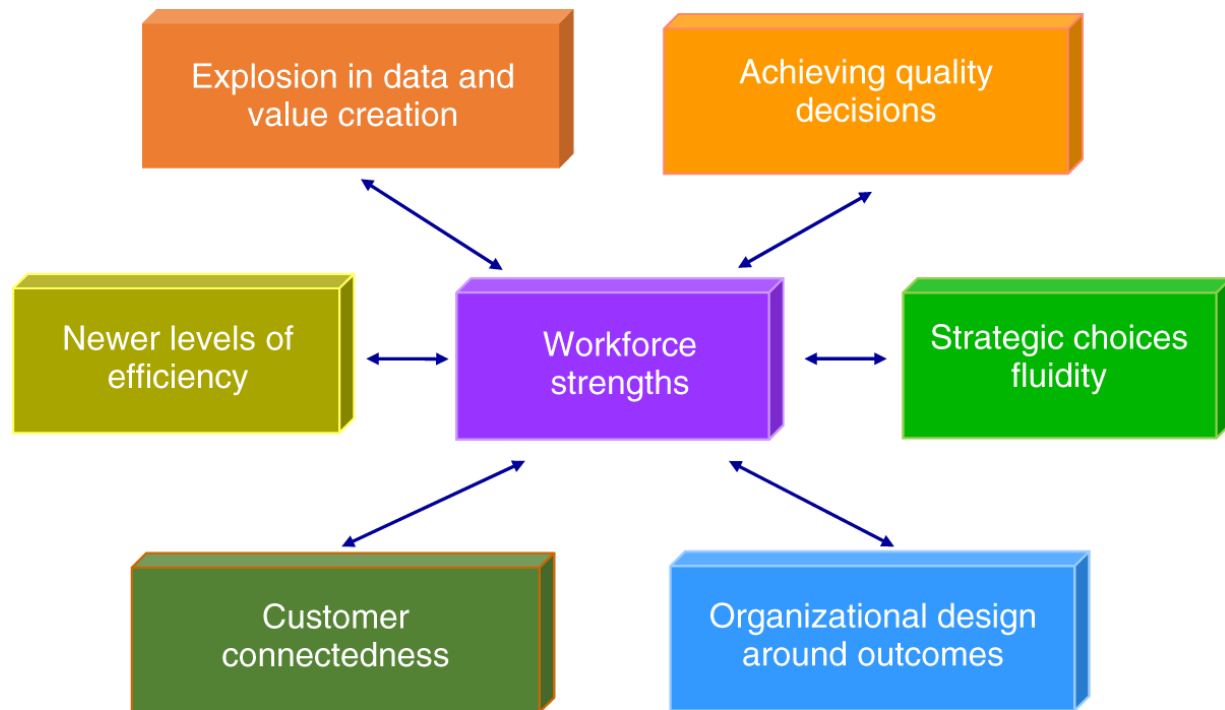 Explosion in data and
value creation
Achieving quality
decisions
Newer levels of
efficiency
Workforce
strengths
Strategic choices
fluidity
Customer
connectedness
Organizational design
around outcomes